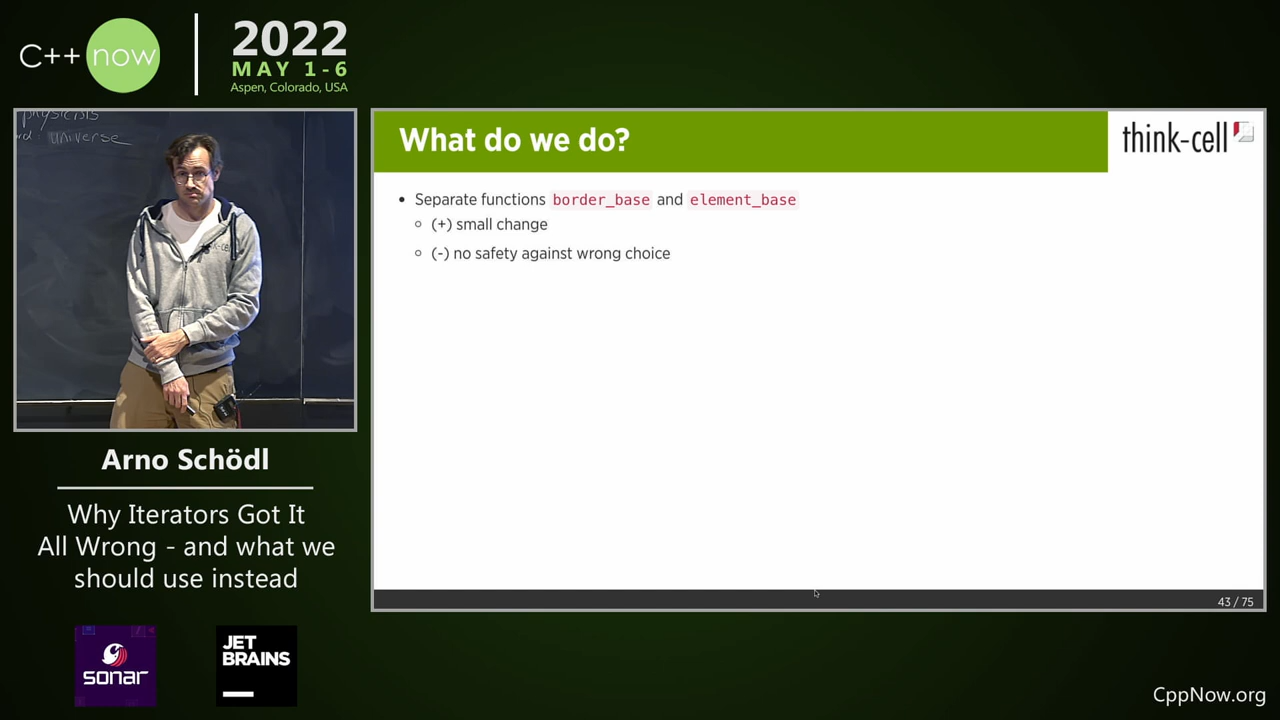 C++ now
2022
MAY 1-6
Aspen, Colorado, USA
physicists
universe
Arno Schödl
Why Iterators Got It
All Wrong - and what we
should use instead
sonar
JET
BRAINS
What do we do?
think-cell
• Separate functions border_base and element_base
◦ (+) small change
◦ (-) no safety against wrong choice
43 / 75
CppNow.org